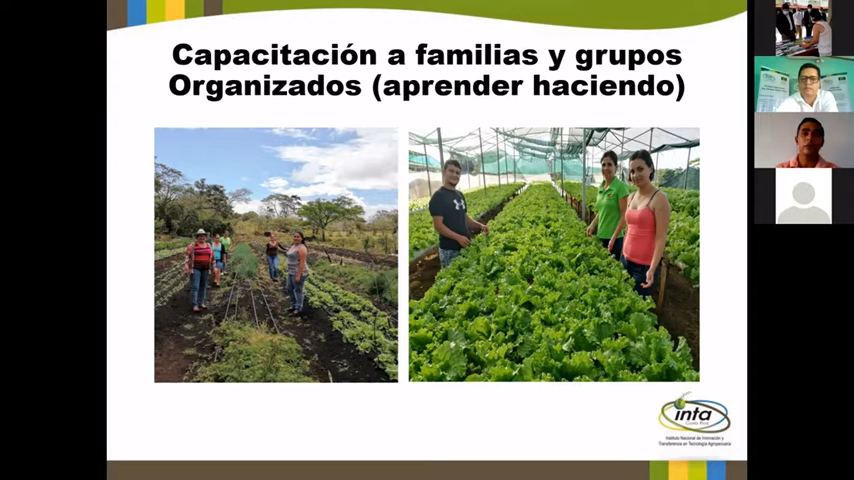 Capacitación a familias y grupos
Organizados (aprender haciendo)
inta
Costa Rica
Instituto Nacional de Innovación y
Transferencia en Tecnología Agropecuaria